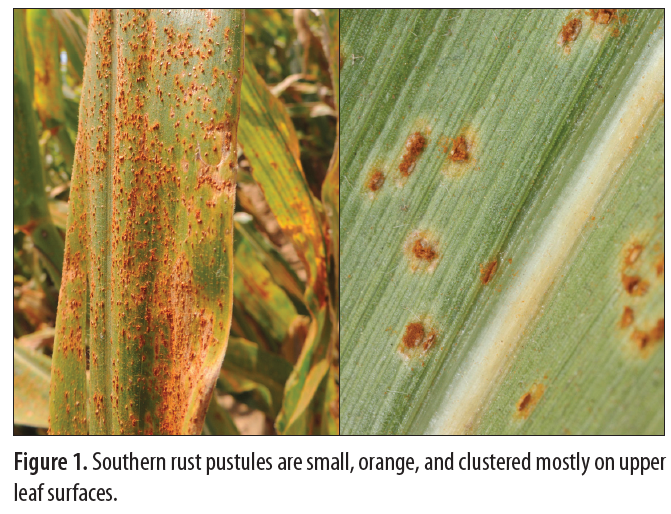 Figure 1. Southern rust pustules are small, orange, and clustered mostly on upper
leaf surfaces.